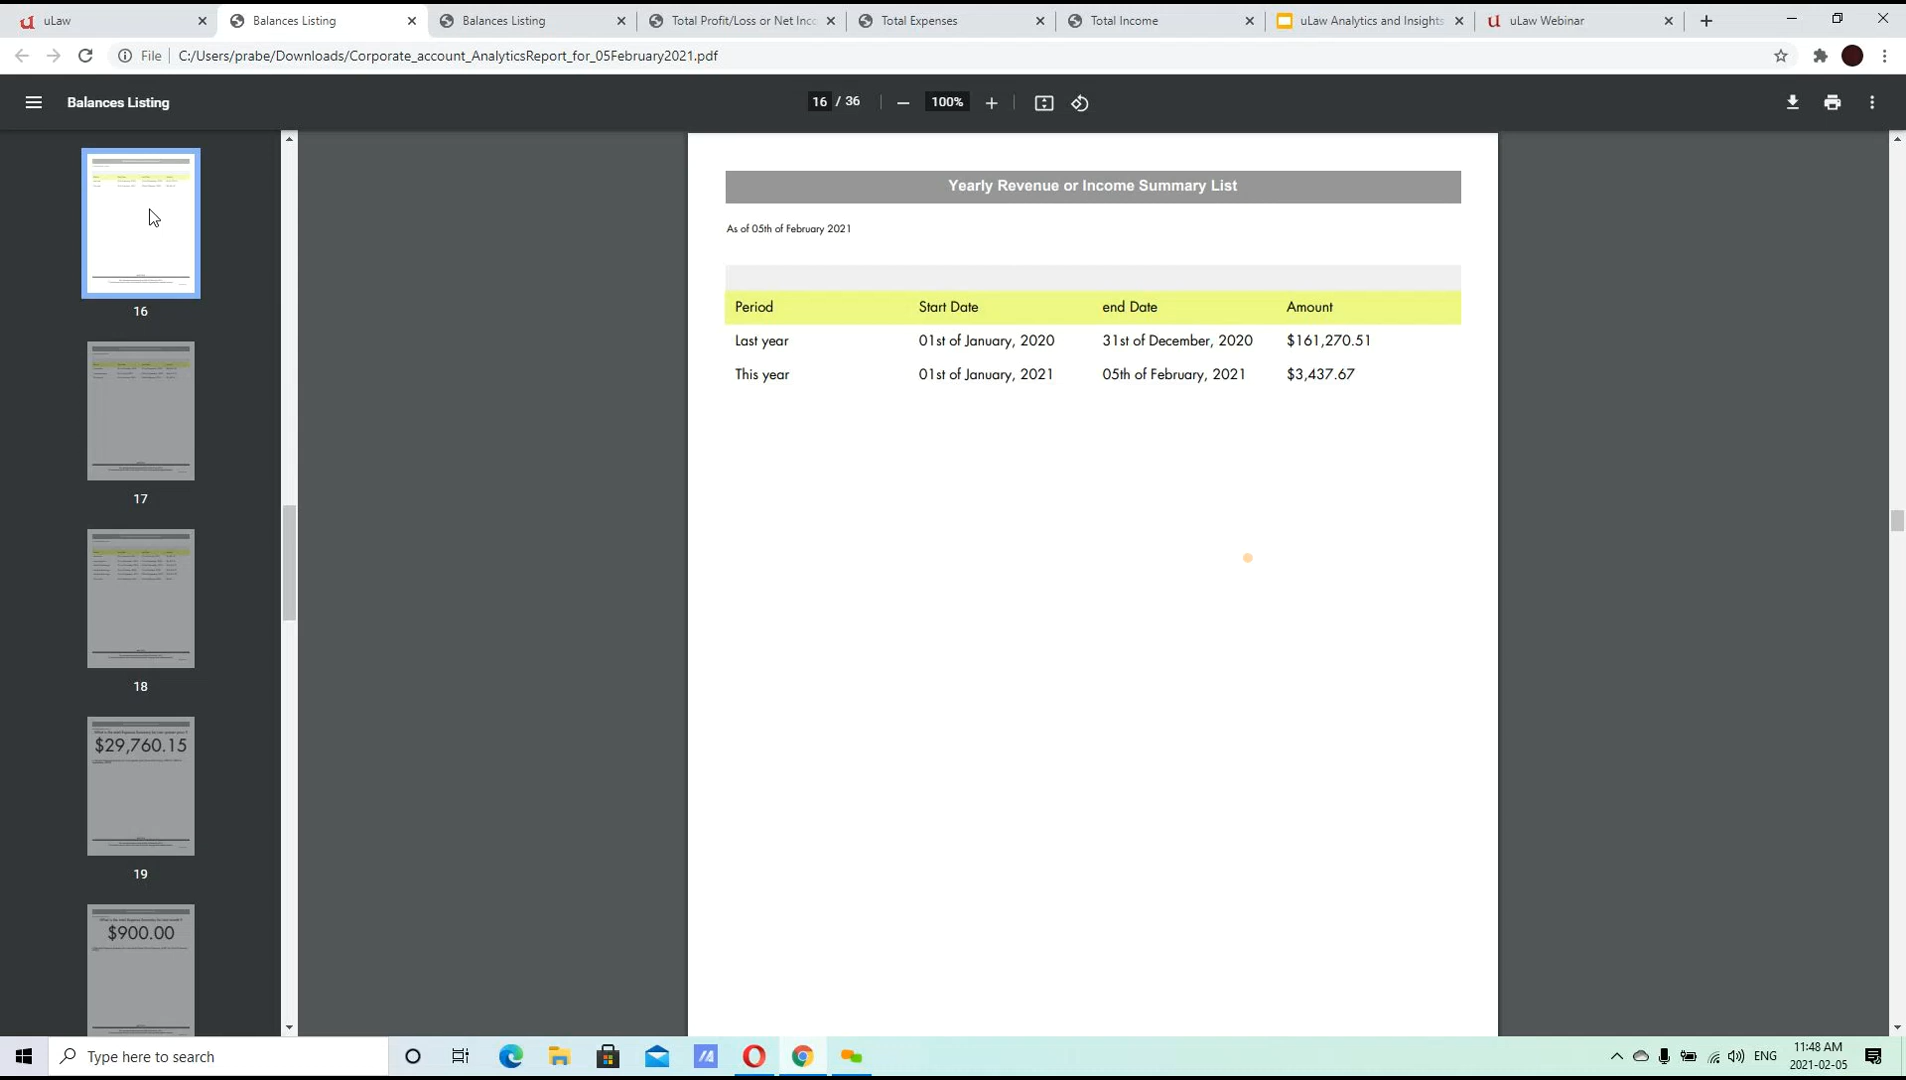 uLaw
Balances Listing
Balances Listing
Total Profit/Loss or Net Inco
Total Expenses
Total Income
uLaw Analytics and Insights
uLaw Webinar
File
C:/Users/prabe/Downloads/Corporate_account_AnalyticsReport_for_05February2021.pdf
Balances Listing
16 / 36
100%
Yearly Revenue or Income Summary List
As of 05th of February 2021
Period Start Date end Date Amount
Last year 01st of January, 2020 31st of December, 2020 $161,270.51
This year 01st of January, 2021 05th of February, 2021 $3,437.67
16
17
18
$29,760.15
19
$900.00
Type here to search
ENG
11:48 AM
2021-02-05